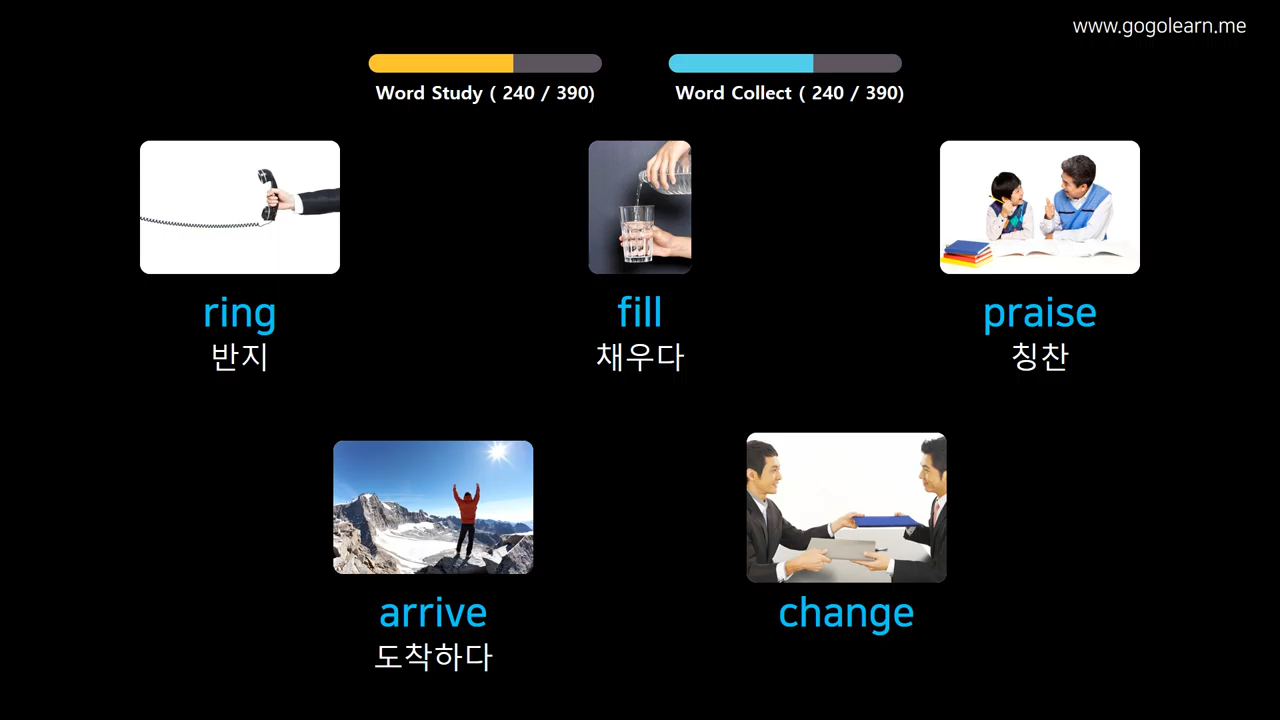 www.gogolearn.me
Word Study ( 240 / 390)
Word Collect ( 240 / 390)
ring
반지
fill
채우다
praise
칭찬
arrive
도착하다
change